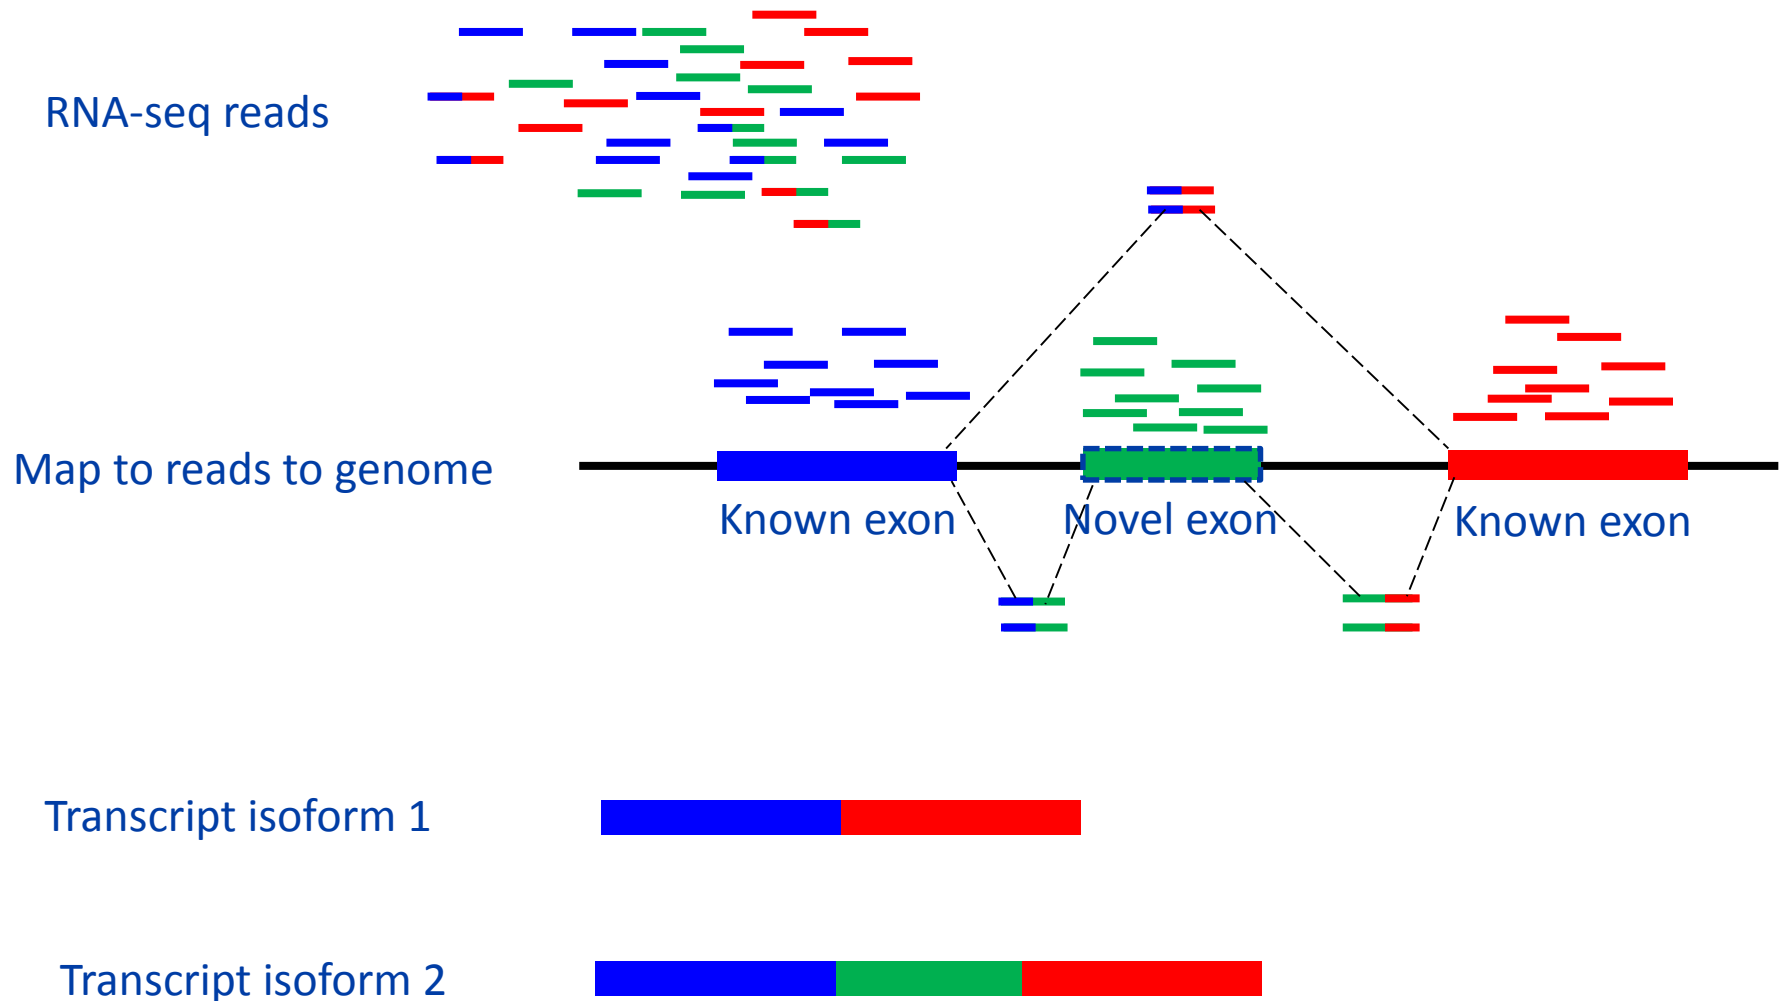 RNA-seq reads
Map to reads to genome
Known exon
Novel exon
Known exon
Transcript isoform 1
Transcript isoform 2